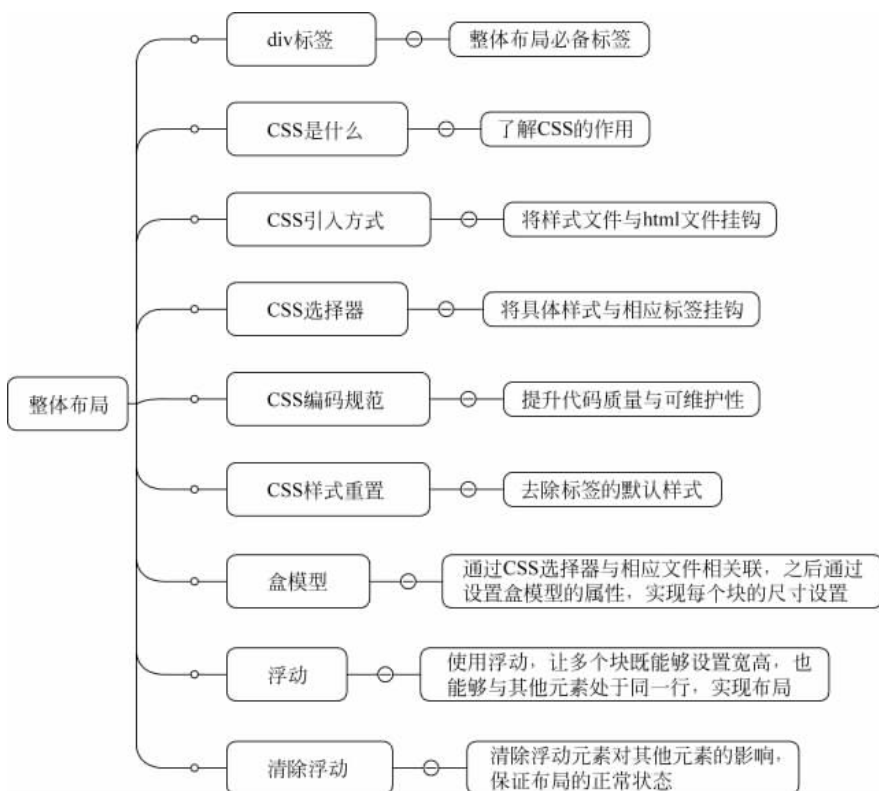 div标签
整体布局必备标签
CSS是什么
了解CSS的作用
CSS引入方式
将样式文件与html文件挂钩
CSS选择器
将具体样式与相应标签挂钩
整体布局
CSS编码规范
提升代码质量与可维护性
CSS样式重置
去除标签的默认样式
盒模型
通过CSS选择器与相应文件相关联，之后通过
设置盒模型的属性，实现每个块的尺寸设置
浮动
使用浮动，让多个块既能够设置宽高，也
能够与其他元素处于同一行，实现布局
清除浮动
清除浮动元素对其他元素的影响，
保证布局的正常状态